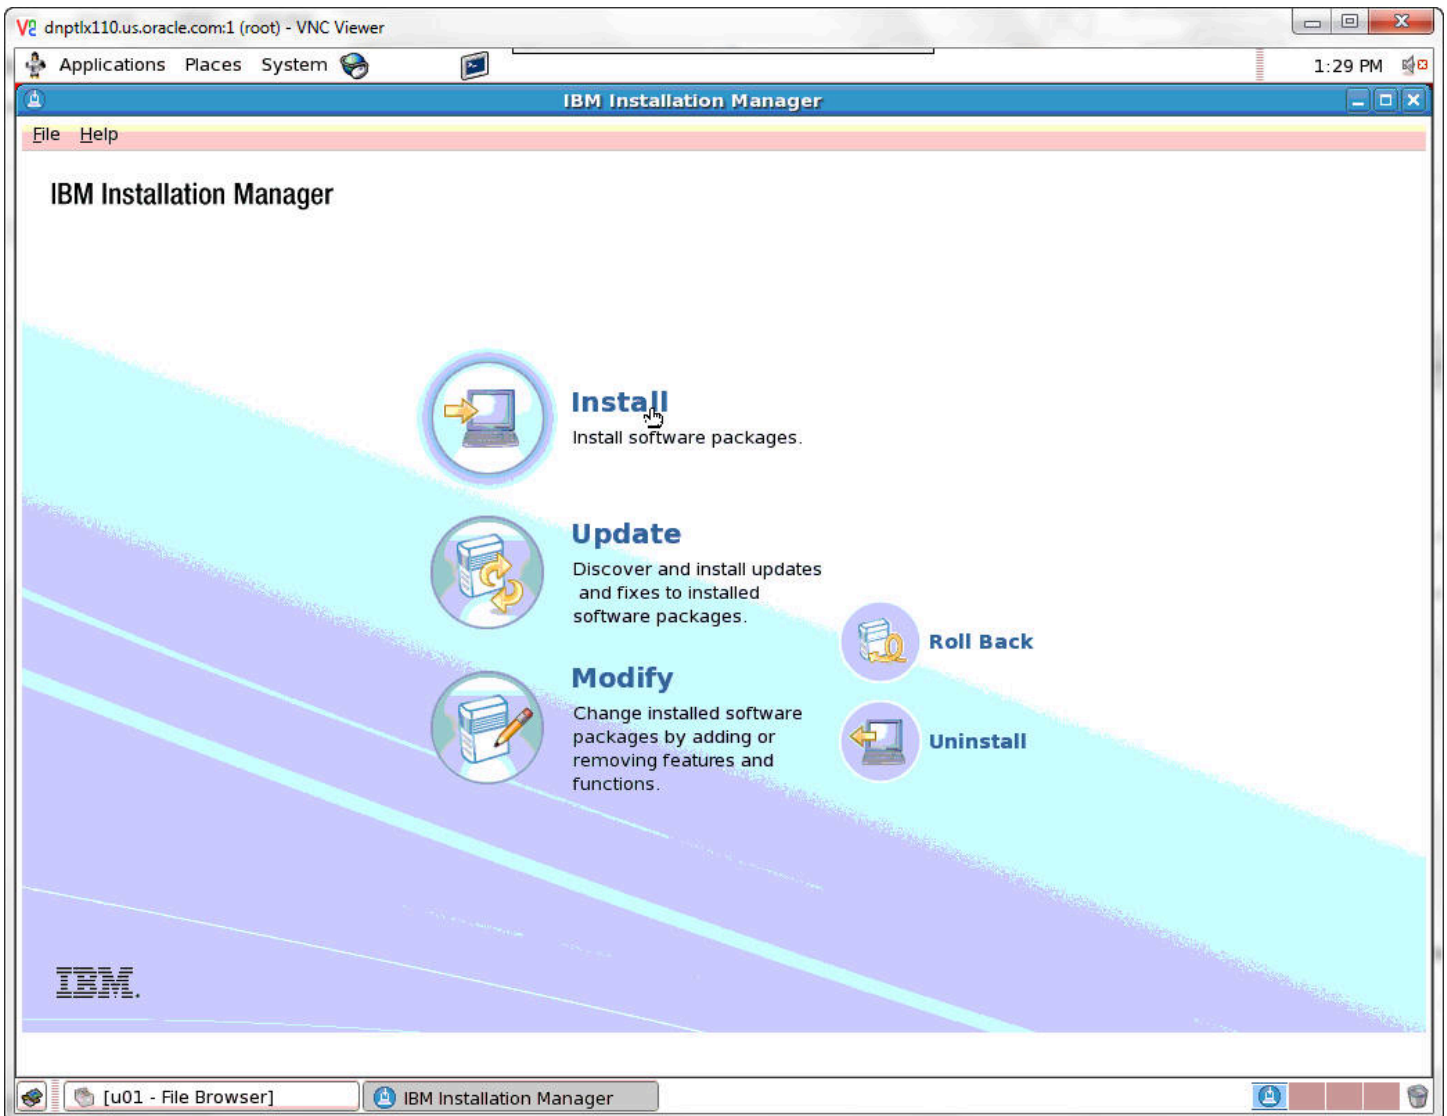 dnptlx110.us.oracle.com:1 (root) - VNC Viewer
Applications Places System
1:29 PM
IBM Installation Manager
File Help
IBM Installation Manager
Install
Install software packages.
Update
Discover and install updates
and fixes to installed
software packages.
Roll Back
Modify
Change installed software
packages by adding or
removing features and
functions.
Uninstall
IBM.
[u01 - File Browser]
IBM Installation Manager